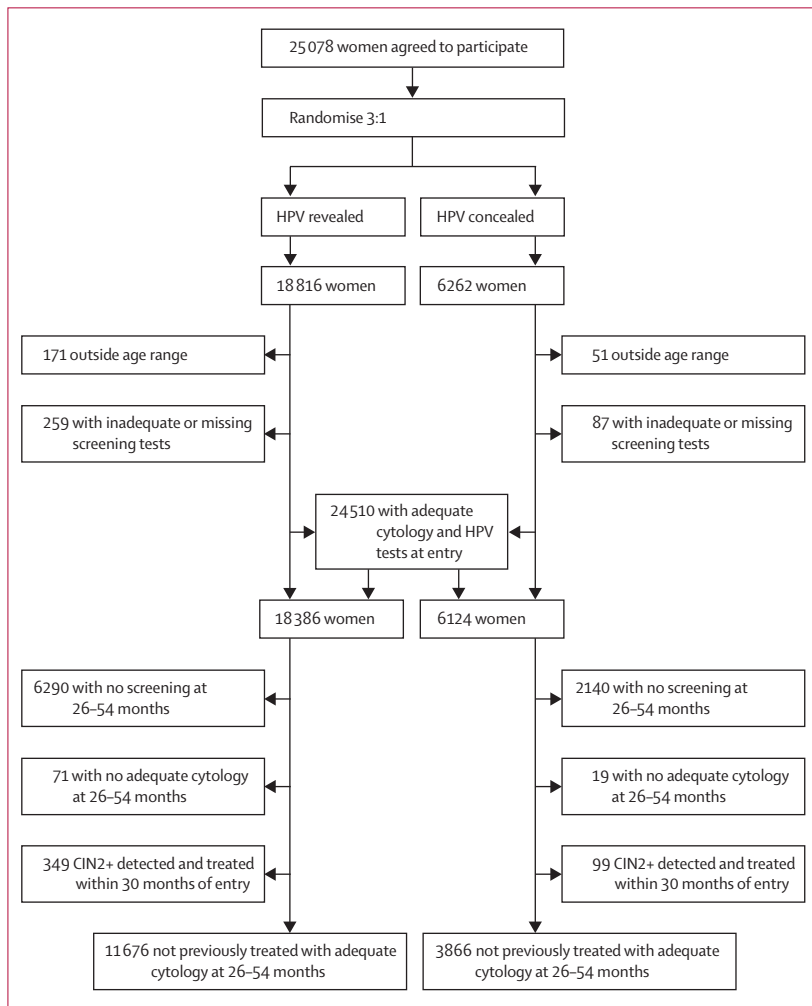 25 078 women agreed to participate
Randomise 3:1
HPV revealed
HPV concealed
18 816 women
6262 women
171 outside age range
51 outside age range
259 with inadequate or missing
screening tests
87 with inadequate or missing
screening tests
24 510 with adequate
cytology and HPV
tests at entry
18 386 women
6124 women
6290 with no screening at
26–54 months
2140 with no screening at
26–54 months
71 with no adequate cytology
at 26–54 months
19 with no adequate cytology
at 26–54 months
349 CIN2+ detected and treated
within 30 months of entry
99 CIN2+ detected and treated
within 30 months of entry
11 676 not previously treated with adequate
cytology at 26–54 months
3866 not previously treated with adequate
cytology at 26–54 months